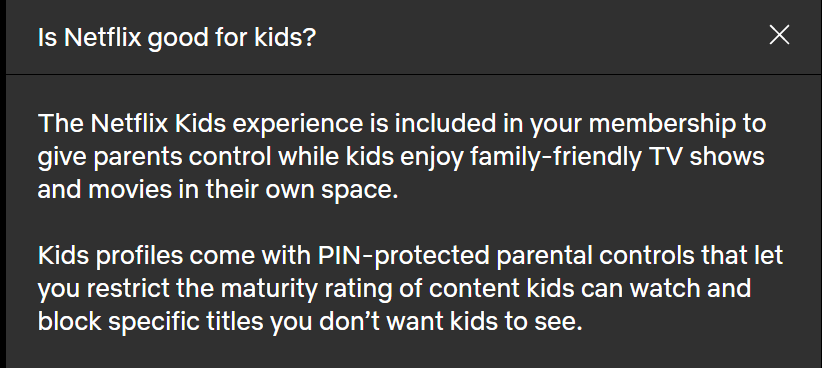 Is Netflix good for kids?
The Netflix Kids experience is included in your membership to
give parents control while kids enjoy family-friendly TV shows
and movies in their own space.
Kids profiles come with PIN-protected parental controls that let
you restrict the maturity rating of content kids can watch and
block specific titles you don’t want kids to see.